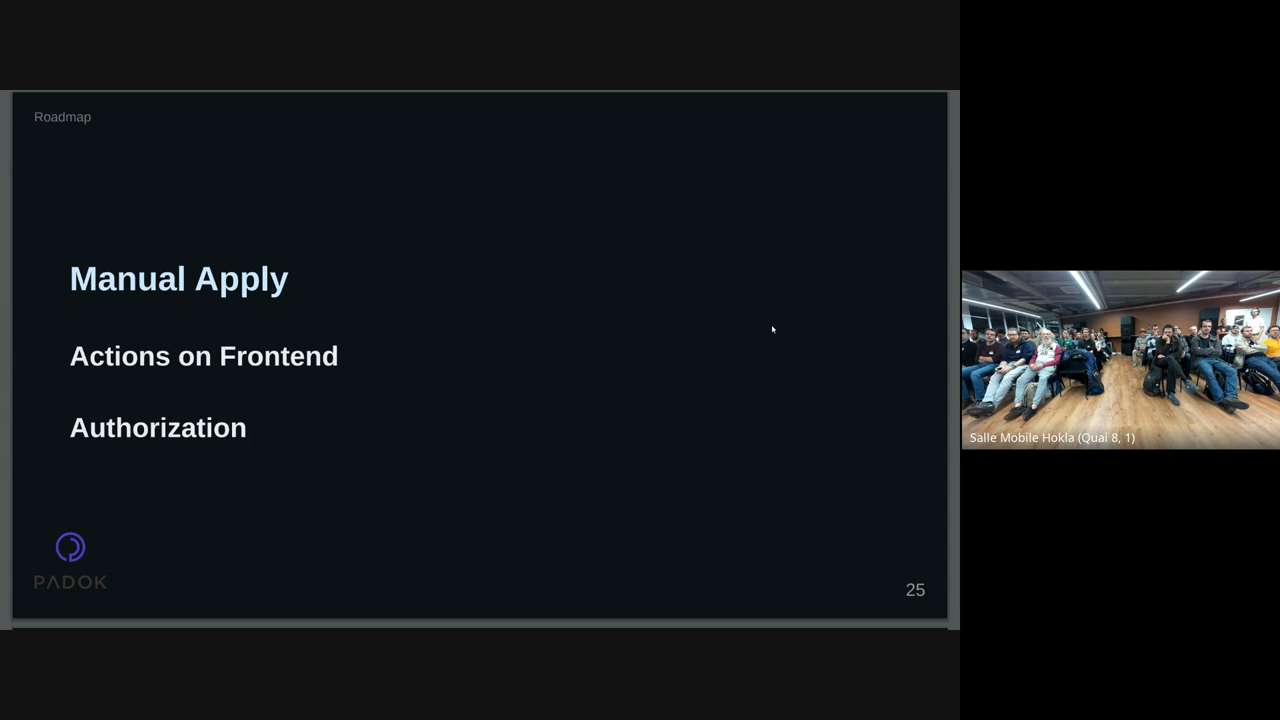 Roadmap
Manual Apply
Actions on Frontend
Authorization
PADOK
25
Salle Mobile Hokla (Quai 8, 1)